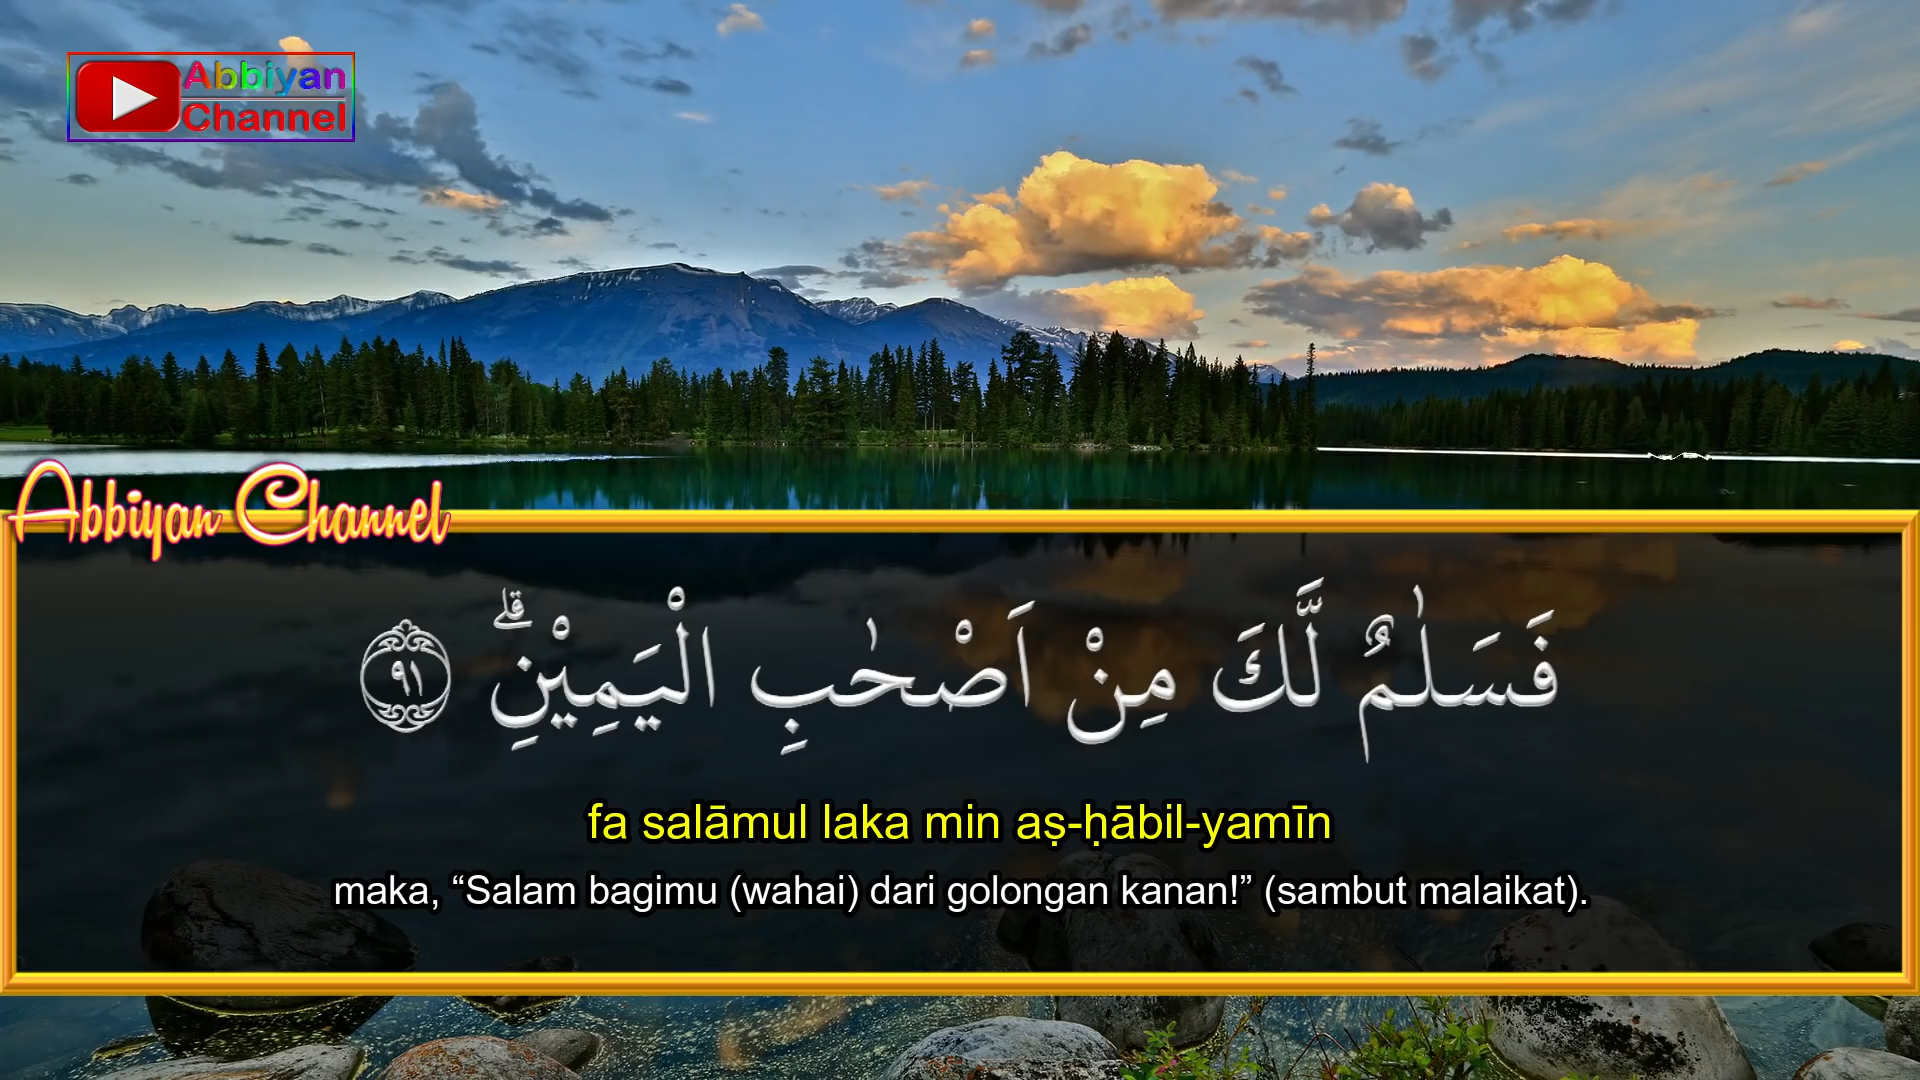 Abbiyan
Channel
Abbiyan Channel
فَسَلٰمٌ لَّكَ مِنْ اَصْحٰبِ الْيَمِيْنِۗ ٩١
fa salāmul laka min aṣ-ḥābil-yamīn
maka, “Salam bagimu (wahai) dari golongan kanan!” (sambut malaikat).